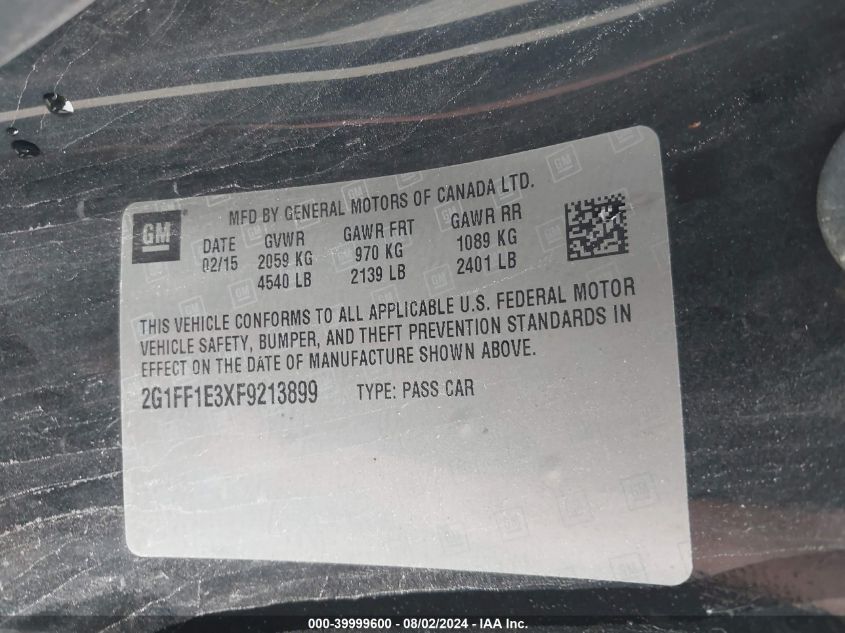 GM
MFD BY GENERAL MOTORS OF CANADA LTD.
DATE GVWR GAWR FRT GAWR RR
02/15 2059 KG 970 KG 1089 KG
4540 LB 2139 LB 2401 LB
THIS VEHICLE CONFORMS TO ALL APPLICABLE U.S. FEDERAL MOTOR
VEHICLE SAFETY, BUMPER, AND THEFT PREVENTION STANDARDS IN
EFFECT ON THE DATE OF MANUFACTURE SHOWN ABOVE.
2G1FF1E3XF9213899 TYPE: PASS CAR
000-39999600 - 08/02/2024 - IAA Inc.